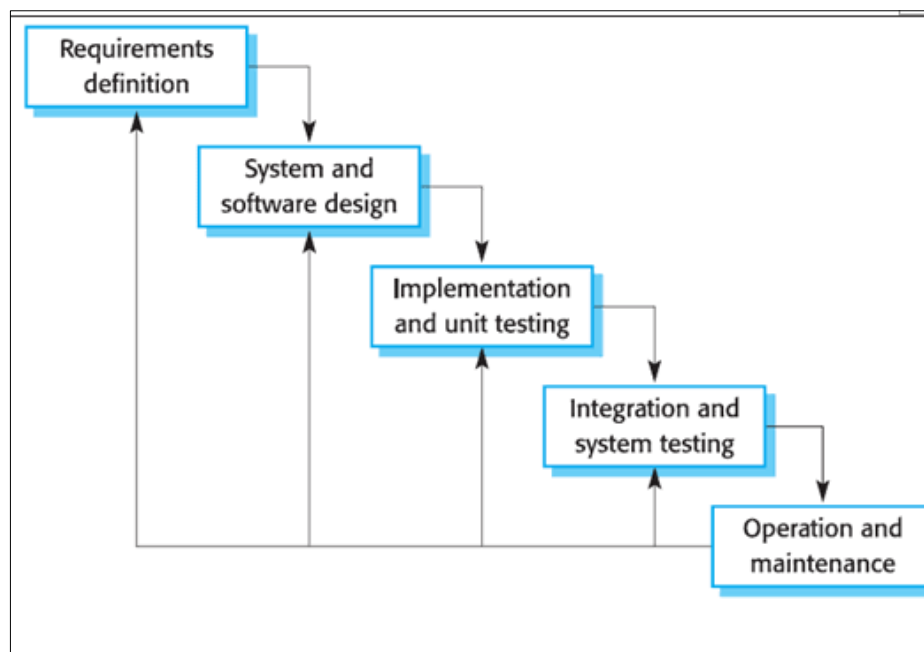 Requirements
definition
System and
software design
Implementation
and unit testing
Integration and
system testing
Operation and
maintenance